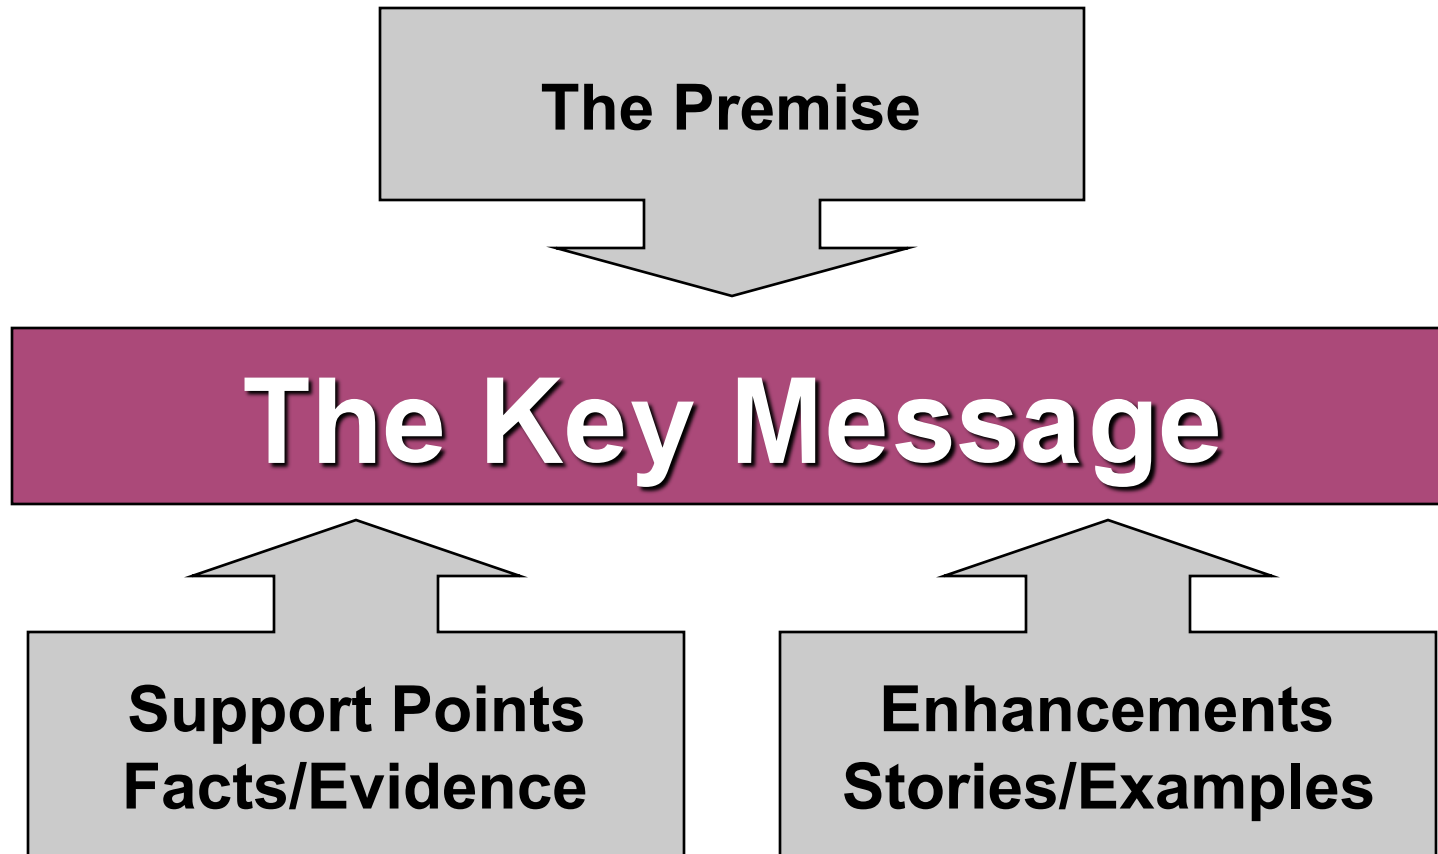 The Premise
The Key Message
Support Points
Facts/Evidence
Enhancements
Stories/Examples